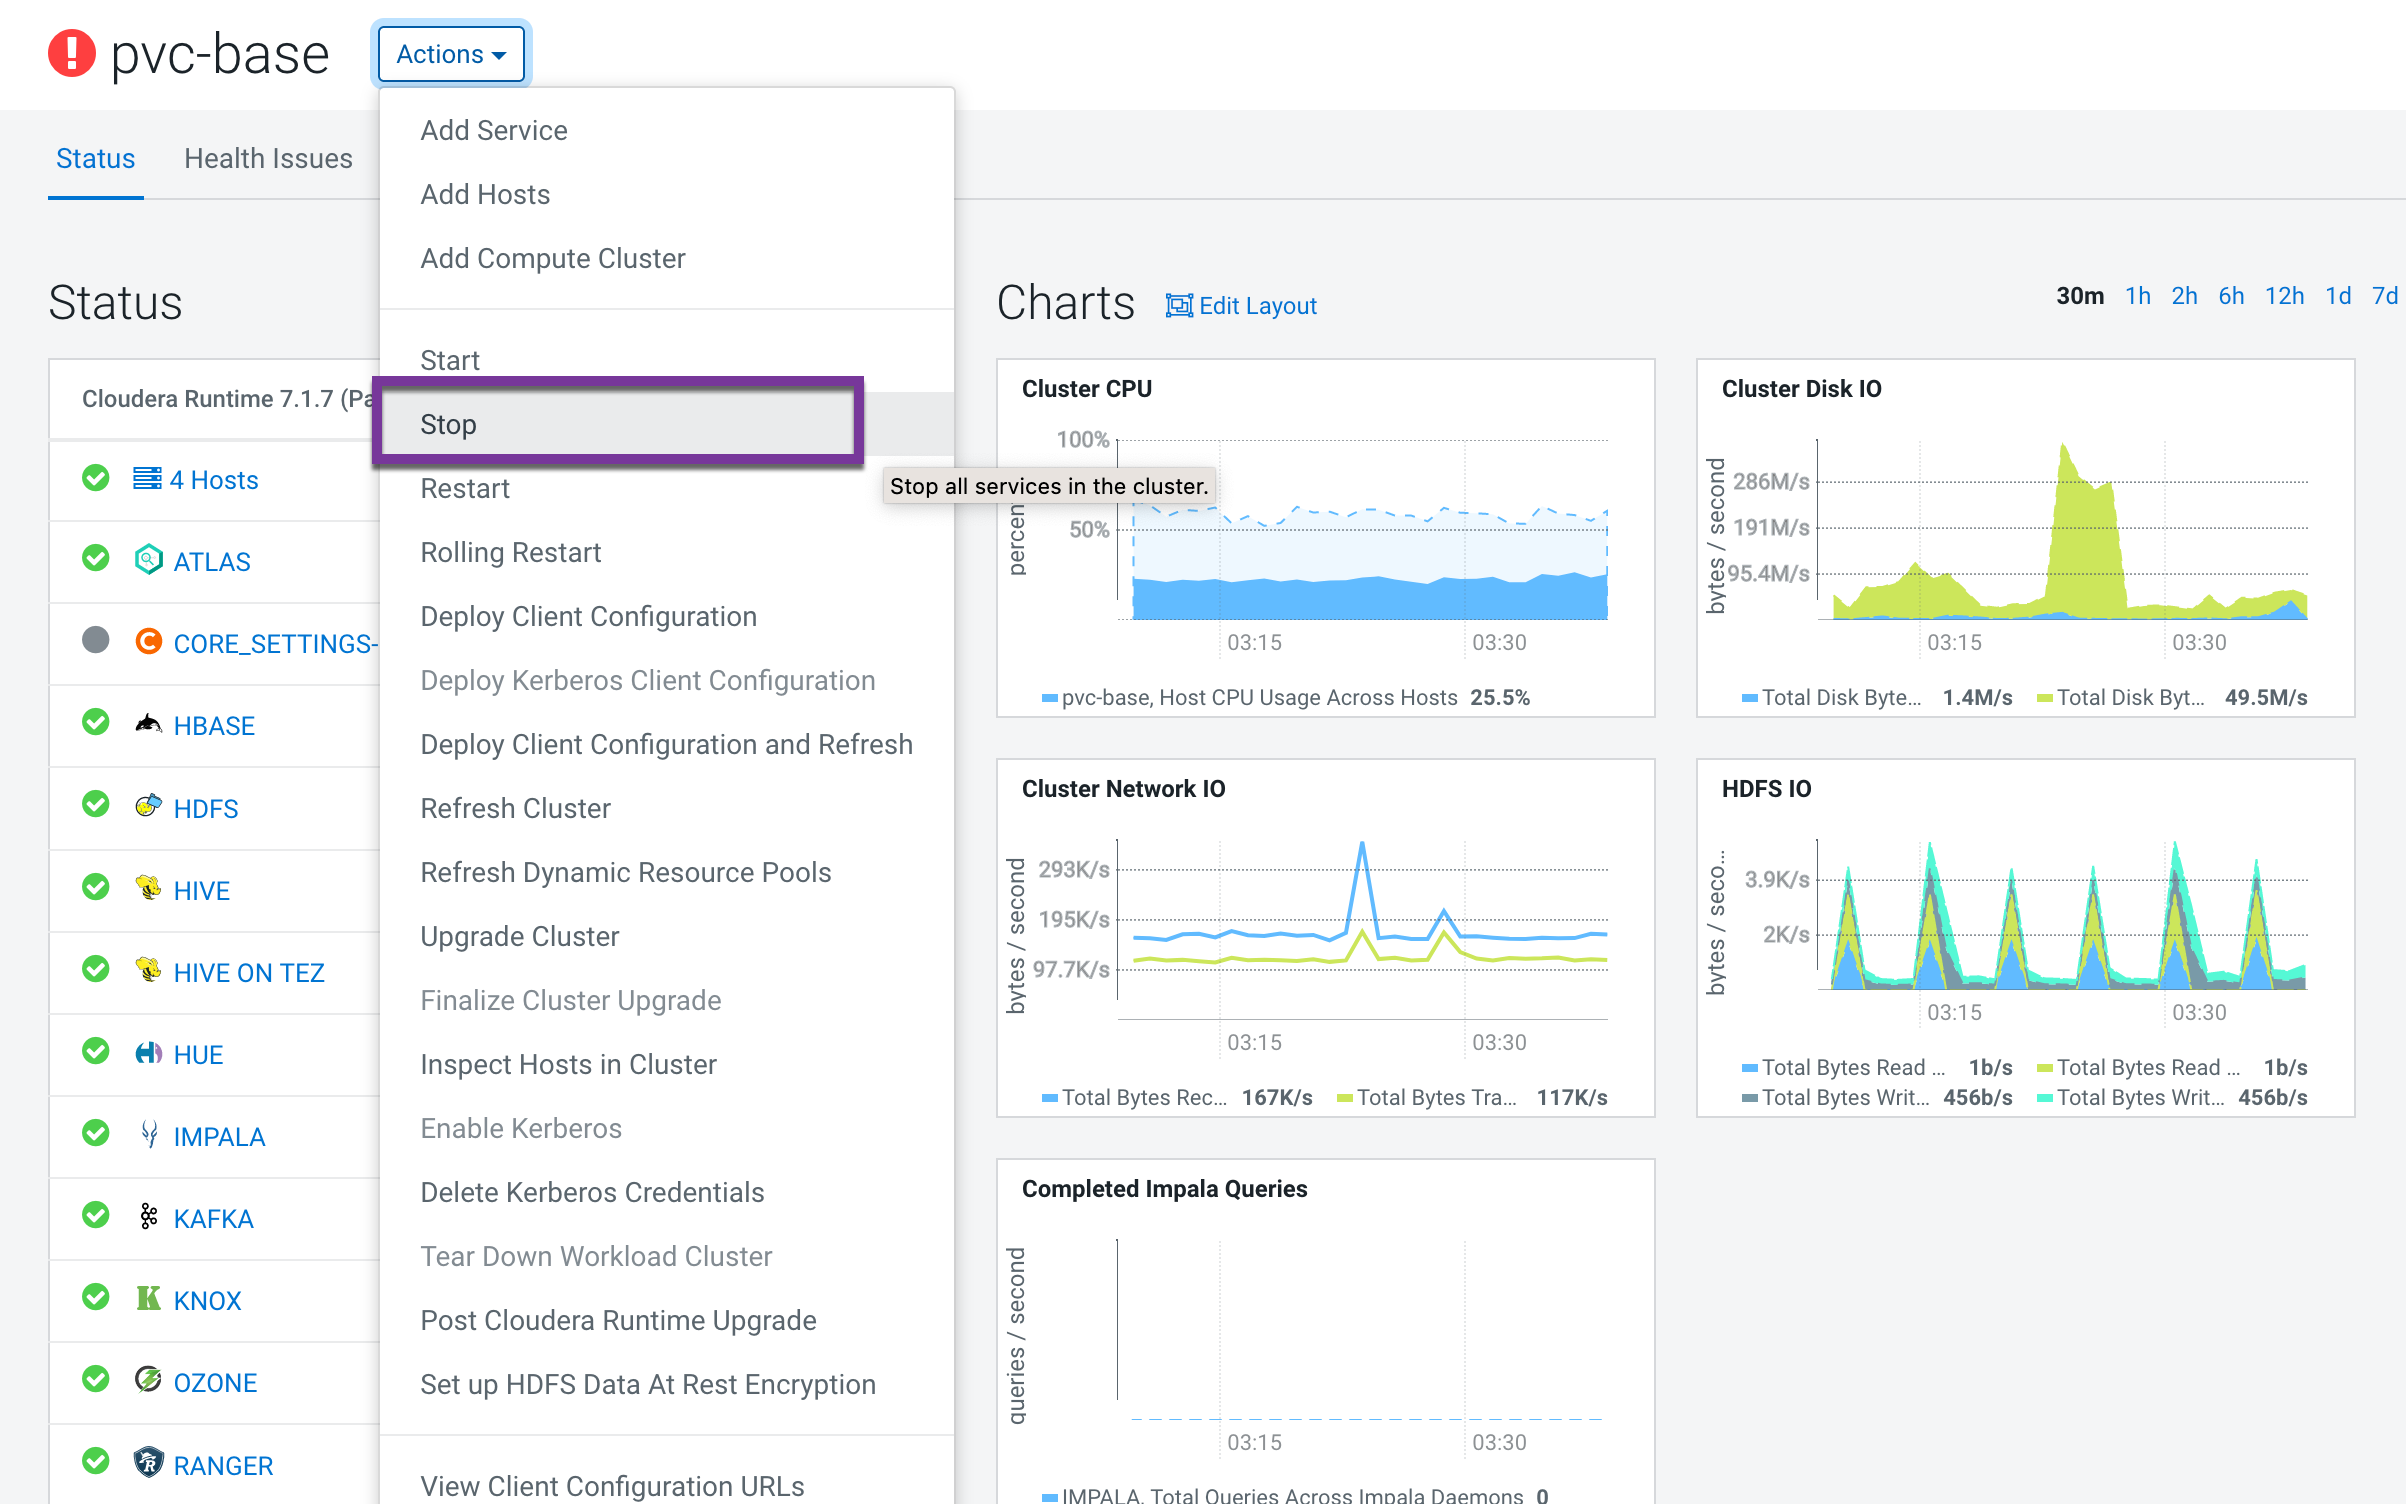 pvc-base
Actions
Status
Health Issues
Add Service
Add Hosts
Add Compute Cluster
Start
Stop
Restart
Rolling Restart
Deploy Client Configuration
Deploy Kerberos Client Configuration
Deploy Client Configuration and Refresh
Refresh Cluster
Refresh Dynamic Resource Pools
Upgrade Cluster
Finalize Cluster Upgrade
Inspect Hosts in Cluster
Enable Kerberos
Delete Kerberos Credentials
Tear Down Workload Cluster
Post Cloudera Runtime Upgrade
Set up HDFS Data At Rest Encryption
View Client Configuration URLs
Stop all services in the cluster.
Status
Cloudera Runtime 7.1.7 (Pa
4 Hosts
ATLAS
CORE_SETTINGS-
HBASE
HDFS
HIVE
HIVE ON TEZ
HUE
IMPALA
KAFKA
KNOX
OZONE
RANGER
Charts
Edit Layout
30m 1h 2h 6h 12h 1d 7d
Cluster CPU
percen
100%
50%
03:15 03:30
pvc-base, Host CPU Usage Across Hosts 25.5%
Cluster Disk IO
bytes / second
286M/s
191M/s
95.4M/s
03:15 03:30
Total Disk Byte... 1.4M/s Total Disk Byt... 49.5M/s
Cluster Network IO
bytes / second
293K/s
195K/s
97.7K/s
03:15 03:30
Total Bytes Rec... 167K/s Total Bytes Tra... 117K/s
HDFS IO
bytes / seco...
3.9K/s
2K/s
03:15 03:30
Total Bytes Read ... 1b/s Total Bytes Read ... 1b/s
Total Bytes Writ... 456b/s Total Bytes Writ... 456b/s
Completed Impala Queries
queries / second
03:15 03:30
IMPALA, Total Queries Across Impala Daemons 0